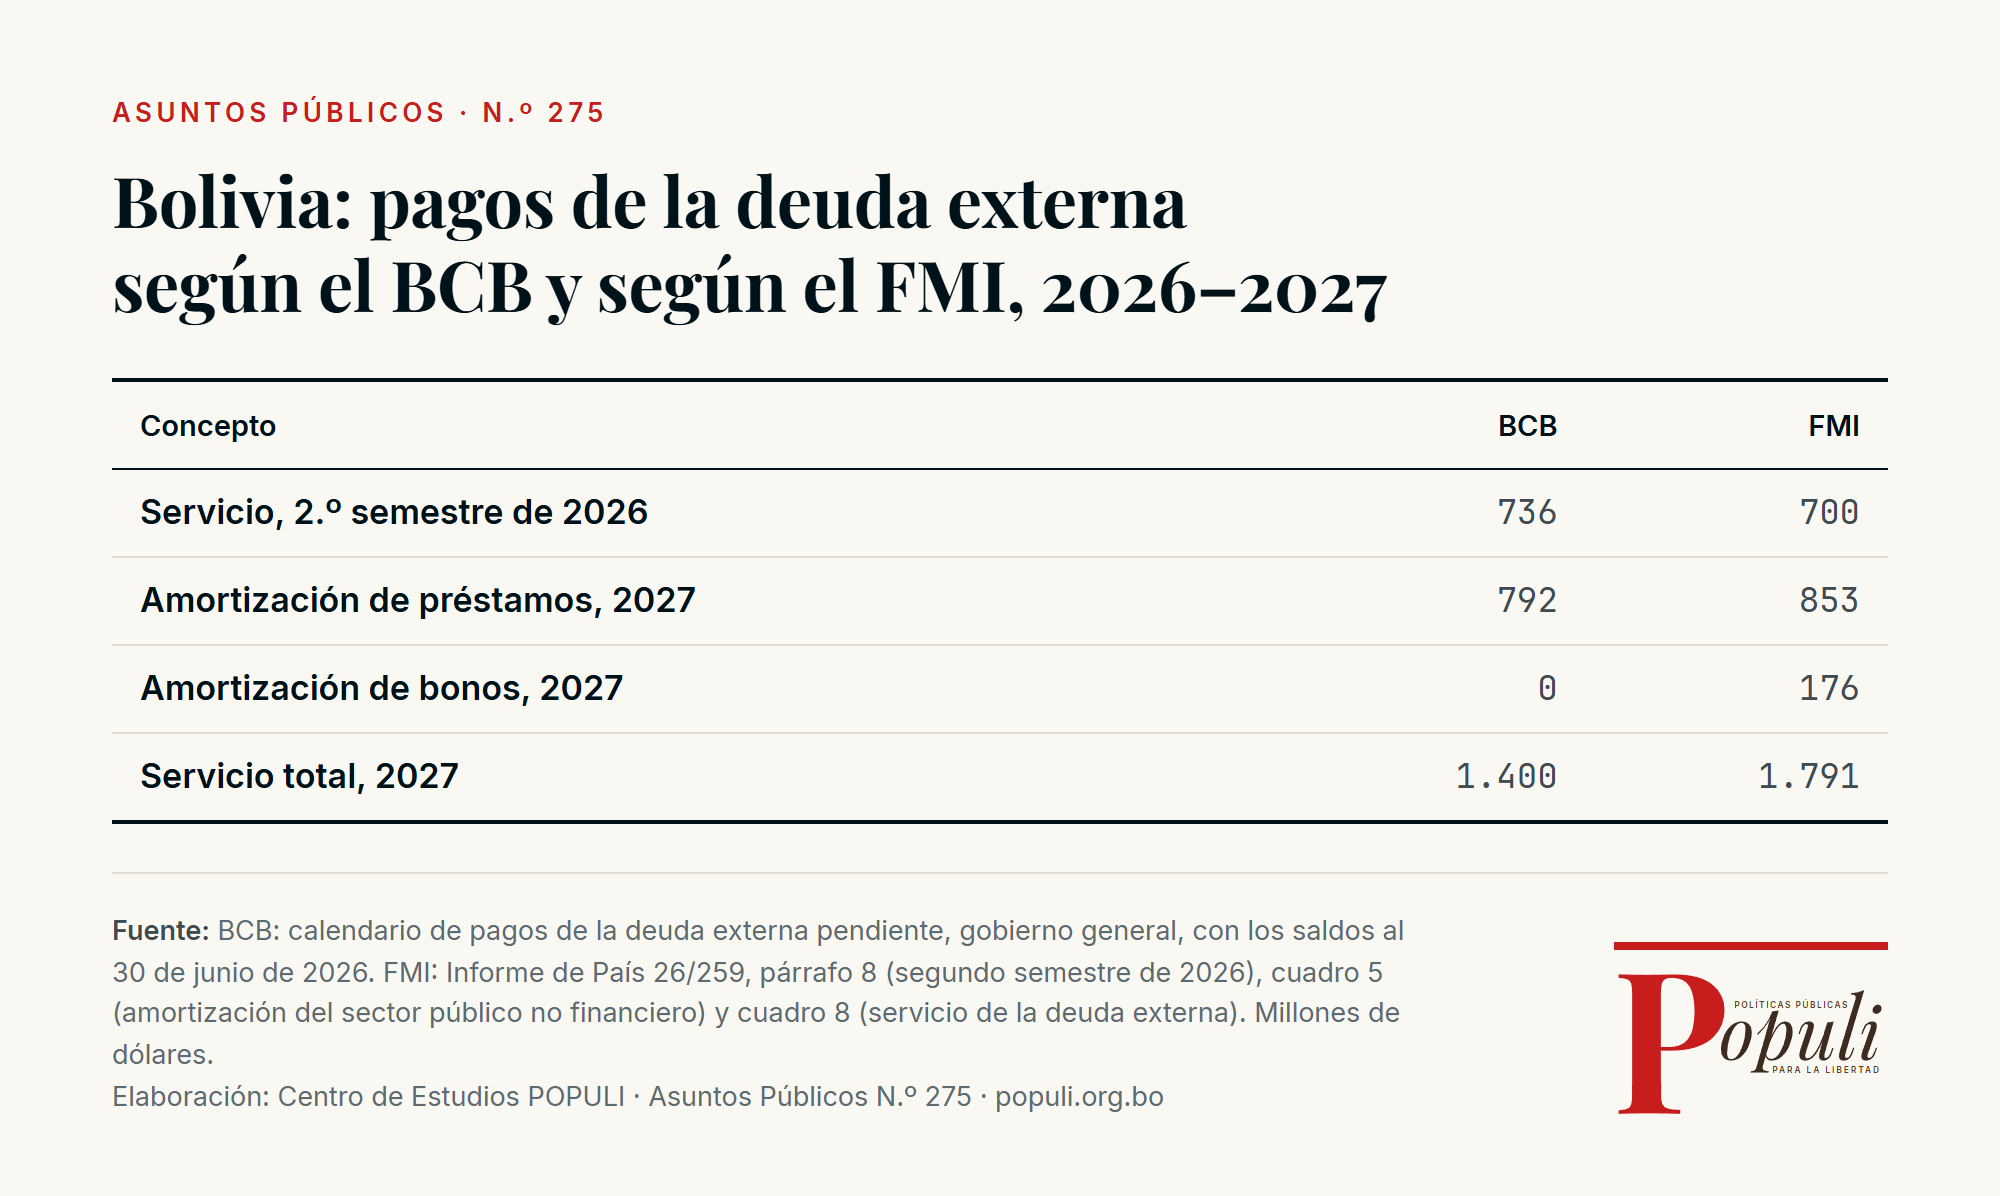 ASUNTOS PÚBLICOS · N.º 275
Bolivia: pagos de la deuda externa
según el BCB y según el FMI, 2026–2027
Concepto BCB FMI
Servicio, 2.º semestre de 2026 736 700
Amortización de préstamos, 2027 792 853
Amortización de bonos, 2027 0 176
Servicio total, 2027 1.400 1.791
Fuente: BCB: calendario de pagos de la deuda externa pendiente, gobierno general, con los saldos al
30 de junio de 2026. FMI: Informe de País 26/259, párrafo 8 (segundo semestre de 2026), cuadro 5
(amortización del sector público no financiero) y cuadro 8 (servicio de la deuda externa). Millones de
dólares.
Elaboración: Centro de Estudios POPULI · Asuntos Públicos N.º 275 · populi.org.bo
POLÍTICAS PÚBLICAS
Populi
PARA LA LIBERTAD